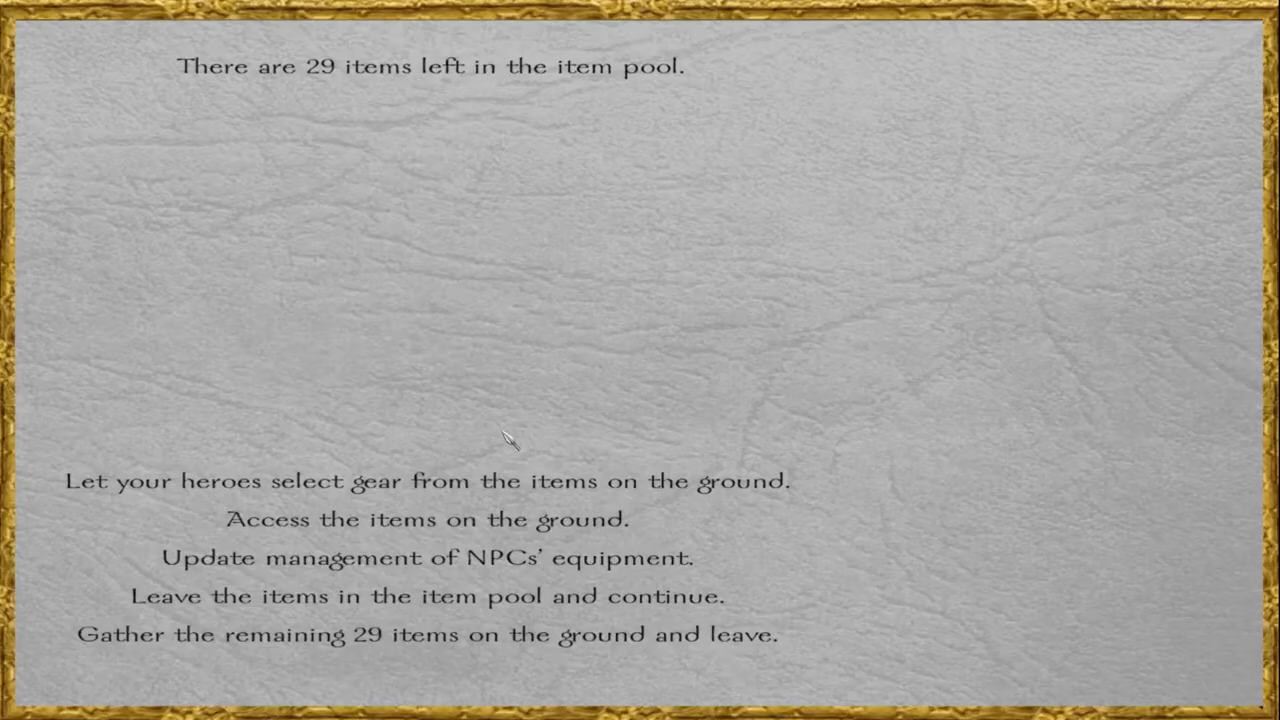 There are 29 items left in the item pool.
Let your heroes select gear from the items on the ground.
Access the items on the ground.
Update management of NPCs' equipment.
Leave the items in the item pool and continue.
Gather the remaining 29 items on the ground and leave.